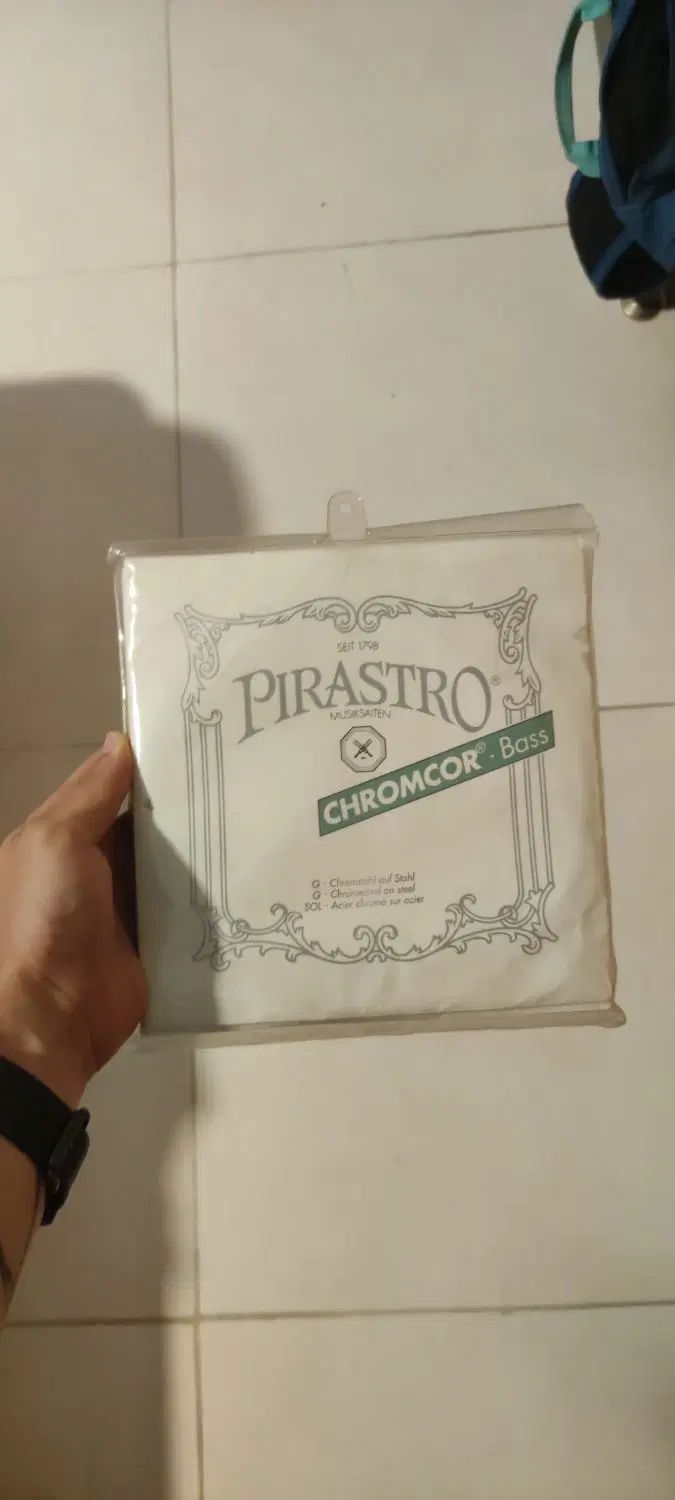 SEIT 1798
PIRASTRO®
MUSIKSAITEN
CHROMCOR® · Bass
G - Chromstahl auf Stahl
G - Chromesteel on steel
SOL - Acier chromé sur acier